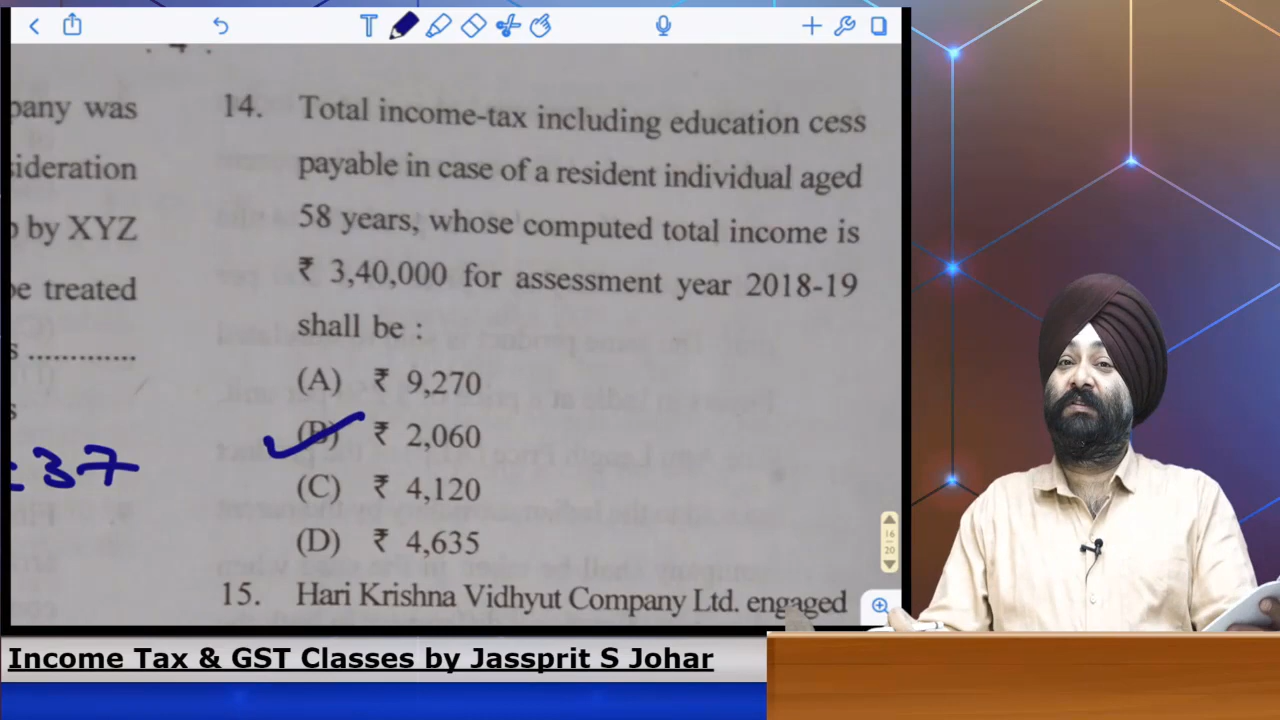 T
. 4 .
pany was
sideration
by XYZ
be treated
s .............
s
37
14. Total income-tax including education cess
payable in case of a resident individual aged
58 years, whose computed total income is
₹ 3,40,000 for assessment year 2018-19
shall be :
(A) ₹ 9,270
(B) ₹ 2,060
(C) ₹ 4,120
(D) ₹ 4,635
15. Hari Krishna Vidhyut Company Ltd. engaged
16
20
Income Tax & GST Classes by Jassprit S Johar